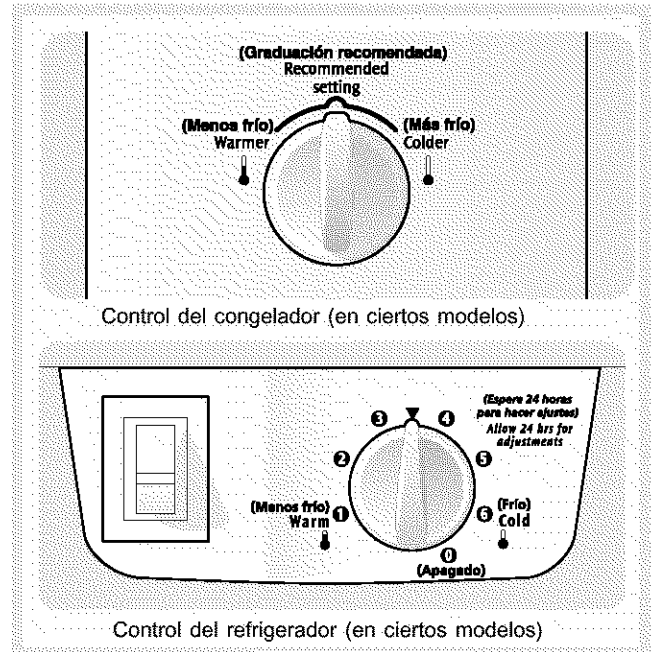 (Graduación recomendada)
Recommended
setting
(Menos frío)
Warmer
(Más frío)
Colder
Control del congelador (en ciertos modelos)
(Espere 24 horas
para hacer ajustes)
Allow 24 hrs for
adjustments
3
4
2
5
(Menos frío)
Warm
1
6
(Frío)
Cold
0
(Apagado)
Control del refrigerador (en ciertos modelos)